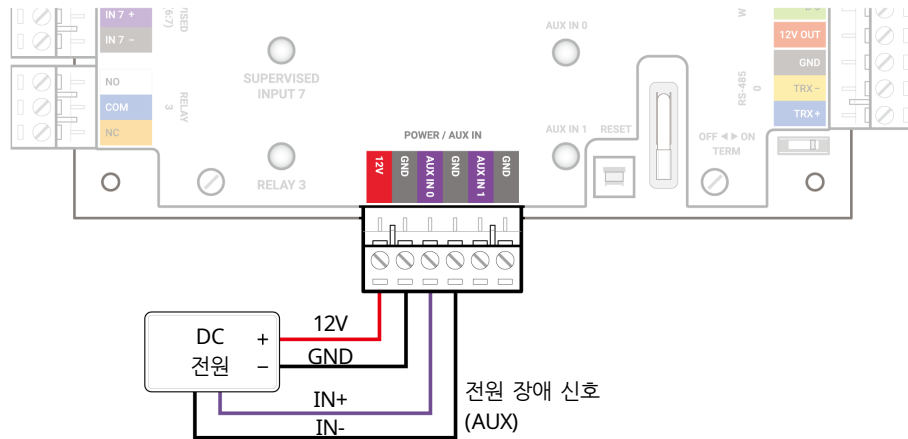 IN 7 +
IN 7 −
NO
COM
NC
RELAY
3
SUPERVISED
INPUT 7
RELAY 3
POWER / AUX IN
12V
GND
AUX IN 0
GND
AUX IN 1
GND
AUX IN 0
AUX IN 1
RESET
OFF ◄► ON
TERM
12V OUT
GND
TRX −
TRX +
RS-485
0
W
DC
전원
+
−
12V
GND
IN+
IN-
전원 장애 신호
(AUX)